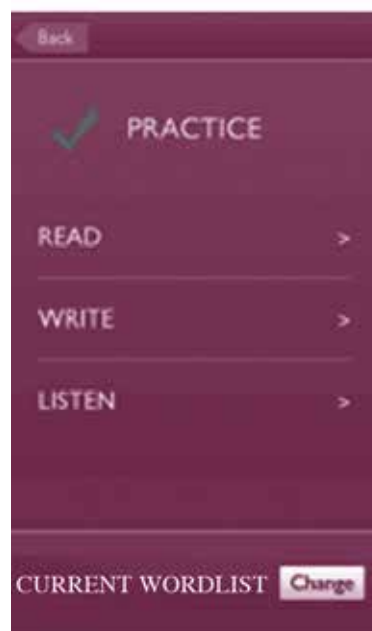 Back
PRACTICE
READ >
WRITE >
LISTEN >
CURRENT WORDLIST Change